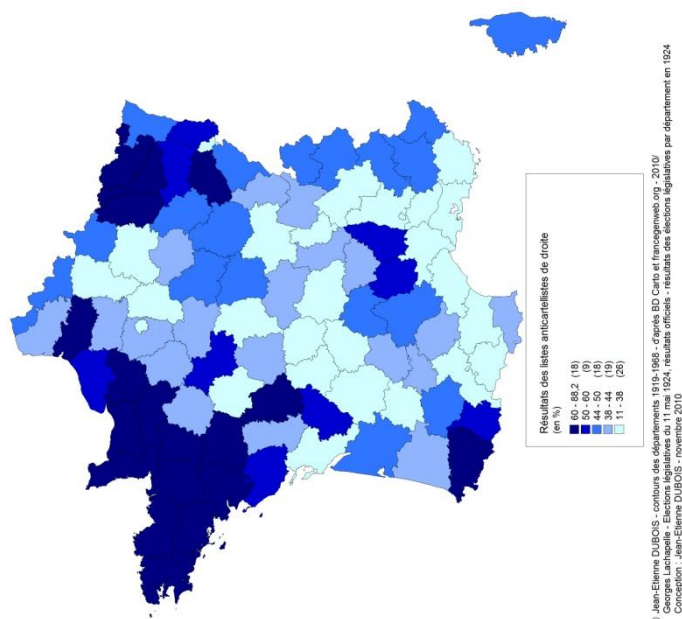 Résultats des listes anticartellistes de droite
(en %)
60 - 88,2 (18)
50 - 60 (9)
44 - 50 (18)
38 - 44 (19)
11 - 38 (26)
) Jean-Etienne DUBOIS - contours des départements 1919-1968 - d'après BD Carto et francegenweb.org - 2010/
Georges Lachapelle - Elections législatives du 11 mai 1924, résultats officiels - résultats des élections législatives par département en 1924
Conception : Jean-Etienne DUBOIS - novembre 2010